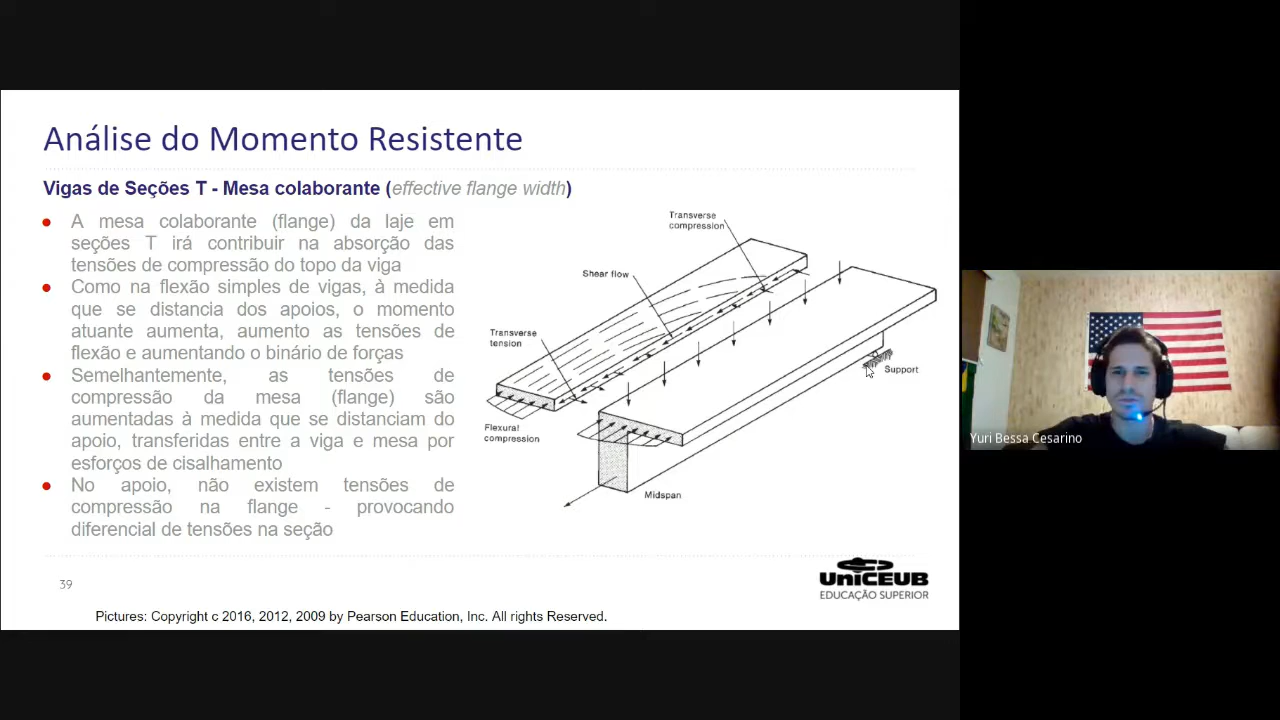 Análise do Momento Resistente
Vigas de Seções T - Mesa colaborante (effective flange width)
A mesa colaborante (flange) da laje em
seções T irá contribuir na absorção das
tensões de compressão do topo da viga
Como na flexão simples de vigas, à medida
que se distancia dos apoios, o momento
atuante aumenta, aumento as tensões de
flexão e aumentando o binário de forças
Semelhantemente, as tensões de
compressão da mesa (flange) são
aumentadas à medida que se distanciam do
apoio, transferidas entre a viga e mesa por
esforços de cisalhamento
No apoio, não existem tensões de
compressão na flange - provocando
diferencial de tensões na seção
Transverse
compression
Shear flow
Transverse
tension
Flexural
compression
Support
Midspan
39
UniCEUB
EDUCAÇÃO SUPERIOR
Pictures: Copyright c 2016, 2012, 2009 by Pearson Education, Inc. All rights Reserved.
Yuri Bessa Cesarino